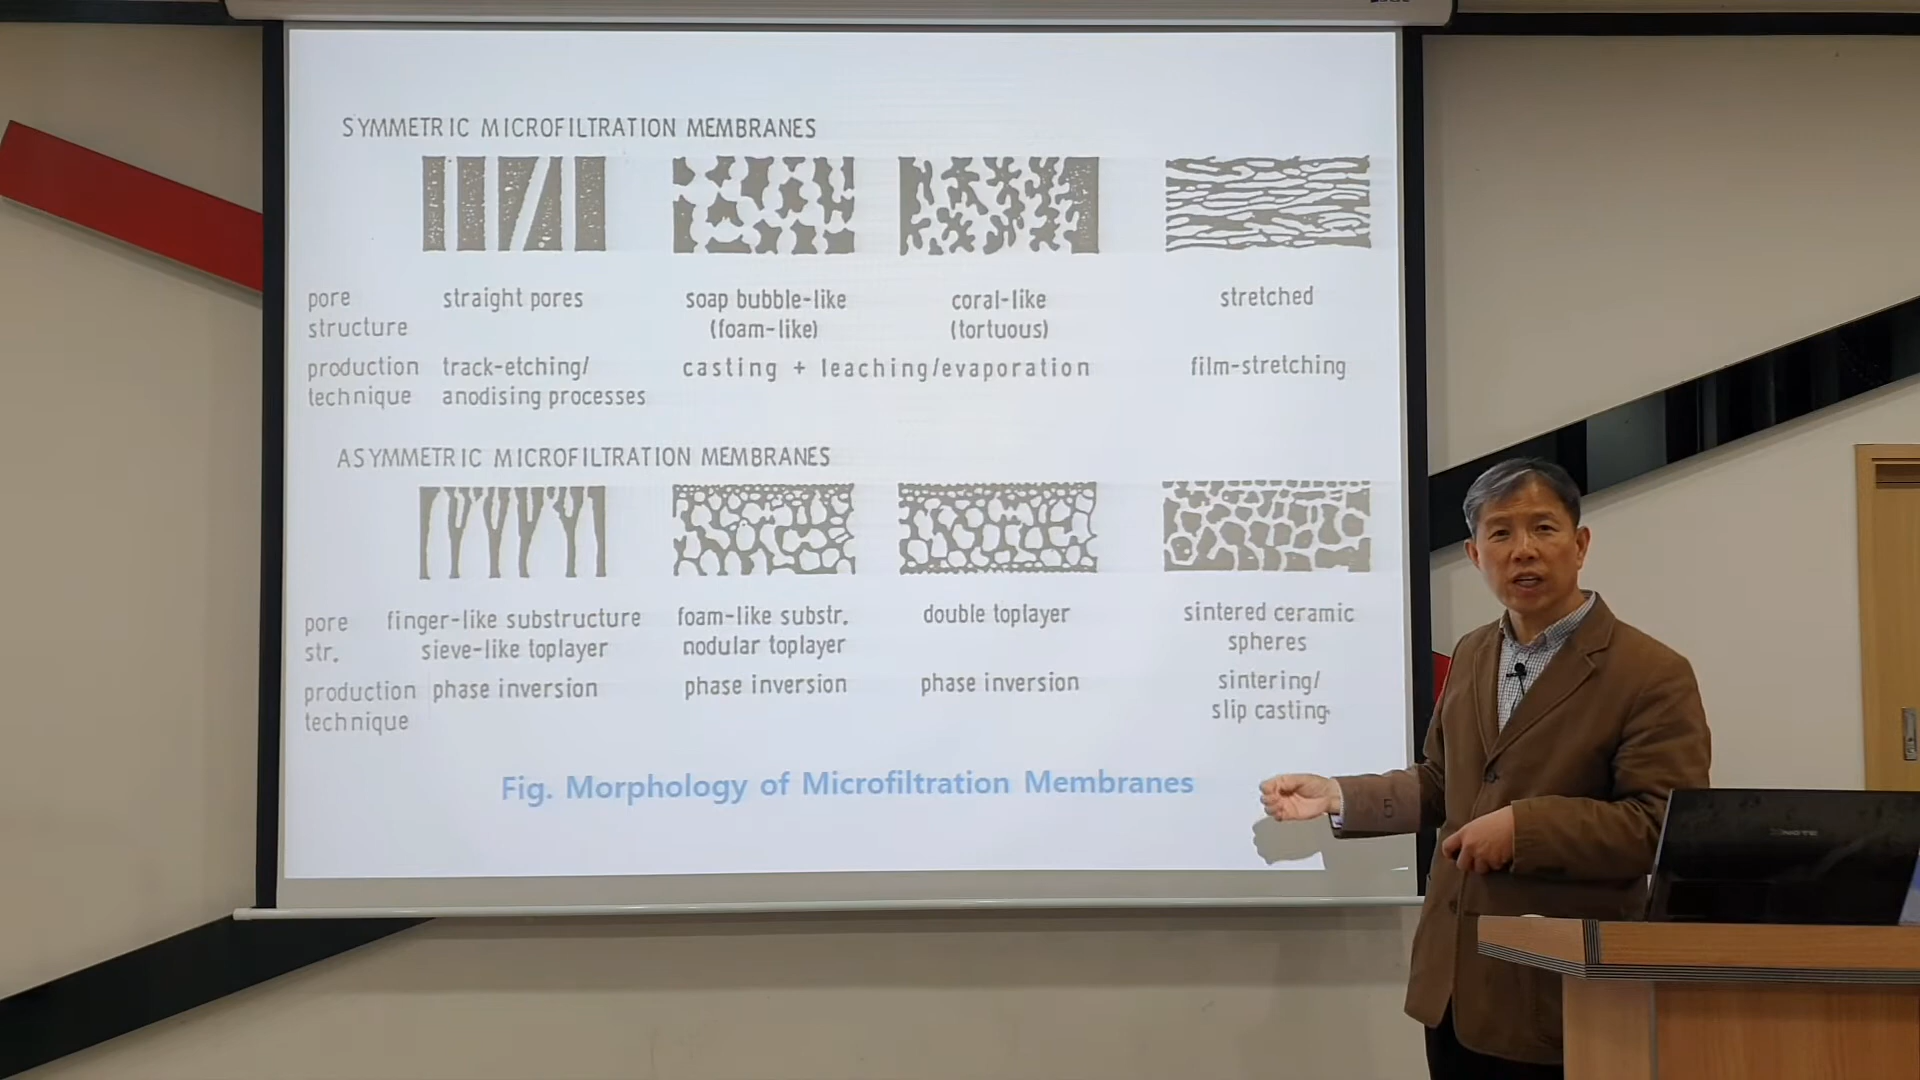 SYMMETRIC MICROFILTRATION MEMBRANES
pore structure
straight pores
soap bubble-like
(foam-like)
coral-like
(tortuous)
stretched
production technique
track-etching/
anodising processes
casting + leaching/evaporation
film-stretching
ASYMMETRIC MICROFILTRATION MEMBRANES
pore str.
finger-like substructure
sieve-like toplayer
foam-like substr.
nodular toplayer
double toplayer
sintered ceramic
spheres
production technique
phase inversion
phase inversion
phase inversion
sintering/
slip casting
Fig. Morphology of Microfiltration Membranes
5
XNOTE